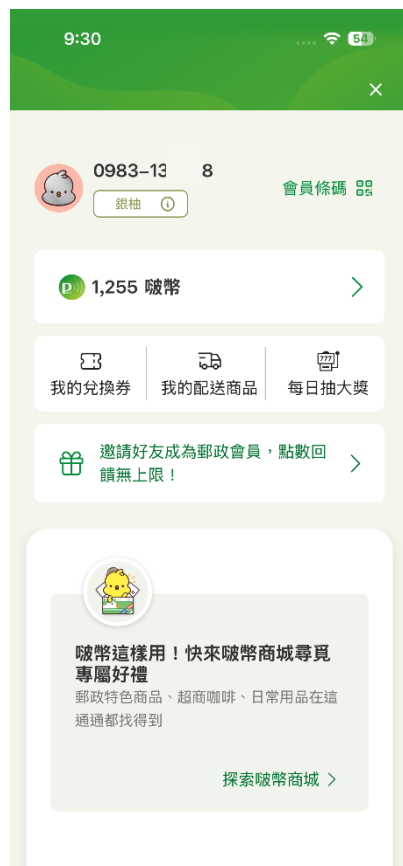 9:30
54
0983–13 8
會員條碼
銀柚
1,255 啵幣
我的兌換券
我的配送商品
777
每日抽大獎
邀請好友成為郵政會員，點數回
饋無上限！
啵幣這樣用！快來啵幣商城尋覓
專屬好禮
郵政特色商品、超商咖啡、日常用品在這
通通都找得到
探索啵幣商城